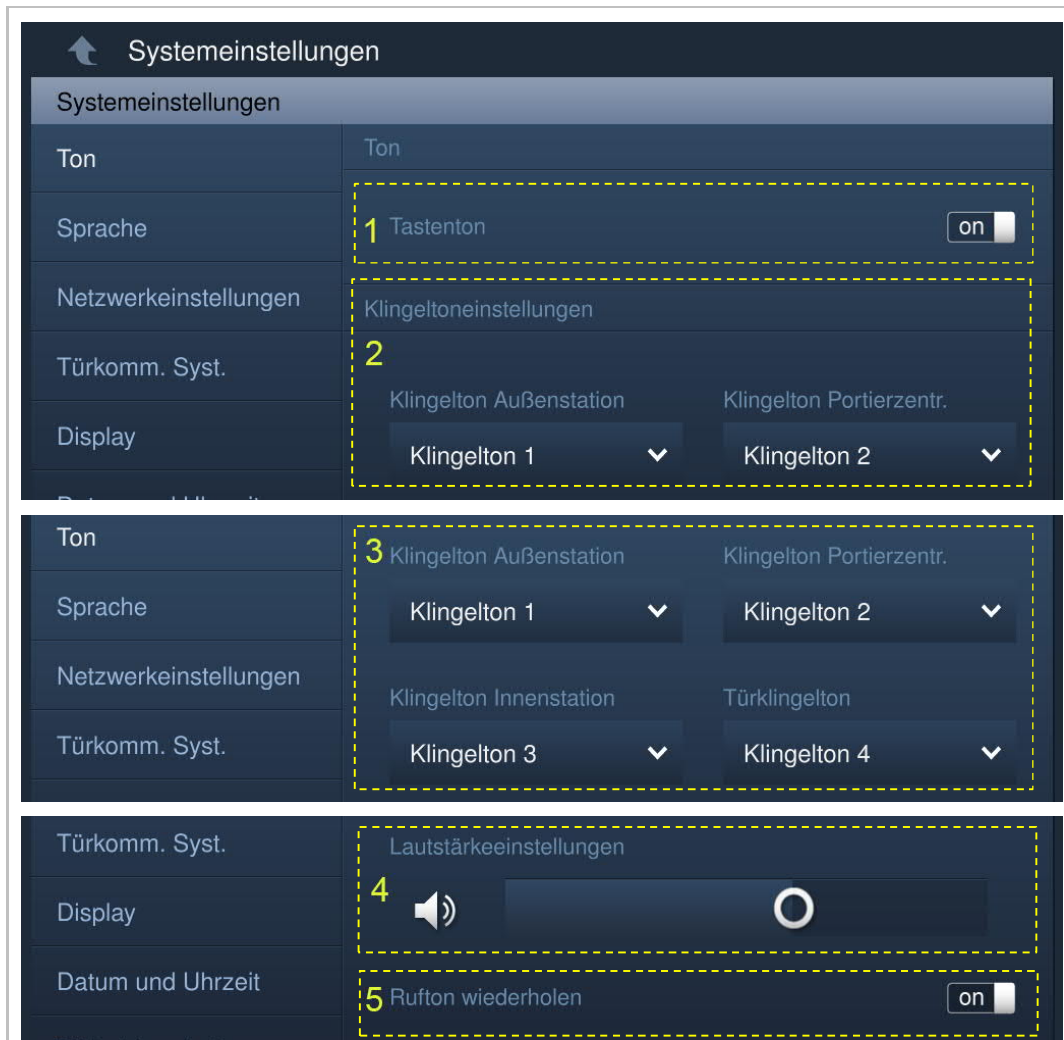 Systemeinstellungen
Systemeinstellungen
Ton
Ton
1 Tastenton on
Sprache
Netzwerkeinstellungen
Klingeltoneinstellungen
2
Türkomm. Syst.
Klingelton Außenstation Klingelton Portierzentr.
Display
Klingelton 1 Klingelton 2
Ton
3 Klingelton Außenstation Klingelton Portierzentr.
Sprache
Klingelton 1 Klingelton 2
Netzwerkeinstellungen
Klingelton Innenstation Türklingelton
Türkomm. Syst.
Klingelton 3 Klingelton 4
Türkomm. Syst.
Lautstärkeeinstellungen
4
Display
Datum und Uhrzeit
5 Rufton wiederholen on